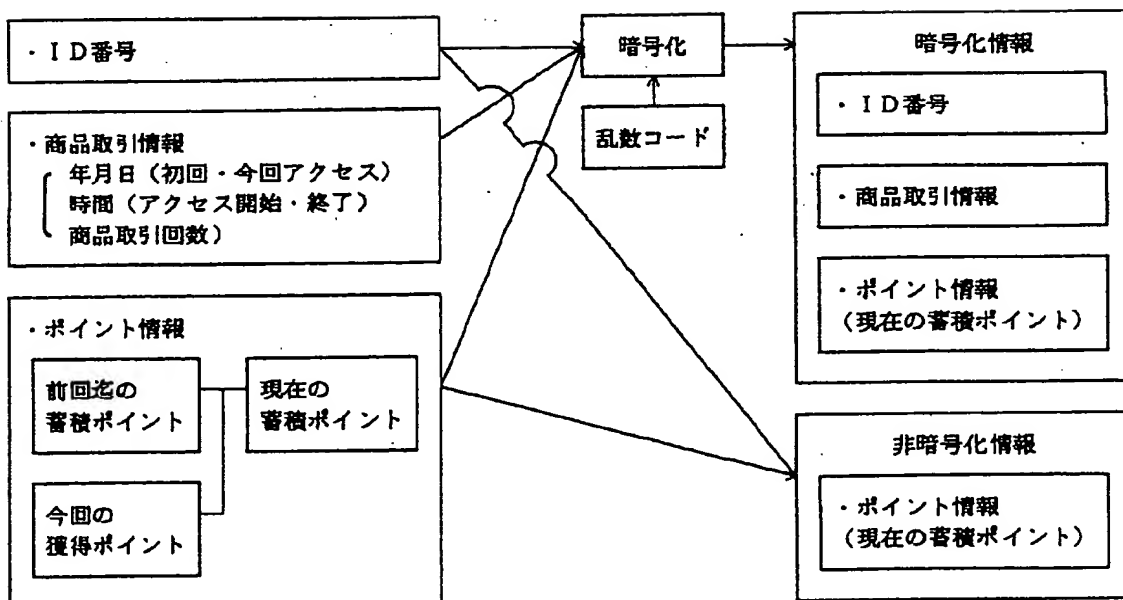 ・ＩＤ番号
・商品取引情報
年月日（初回・今回アクセス）
時間（アクセス開始・終了）
商品取引回数）
・ポイント情報
前回迄の
蓄積ポイント
現在の
蓄積ポイント
今回の
獲得ポイント
暗号化
乱数コード
暗号化情報
・ＩＤ番号
・商品取引情報
・ポイント情報
（現在の蓄積ポイント）
非暗号化情報
・ポイント情報
（現在の蓄積ポイント）